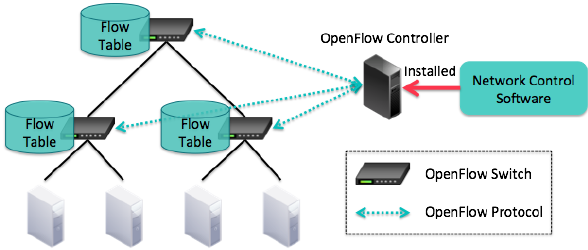 Flow
Table
OpenFlow Controller
Installed
Network Control
Software
Flow
Table
Flow
Table
OpenFlow Switch
OpenFlow Protocol